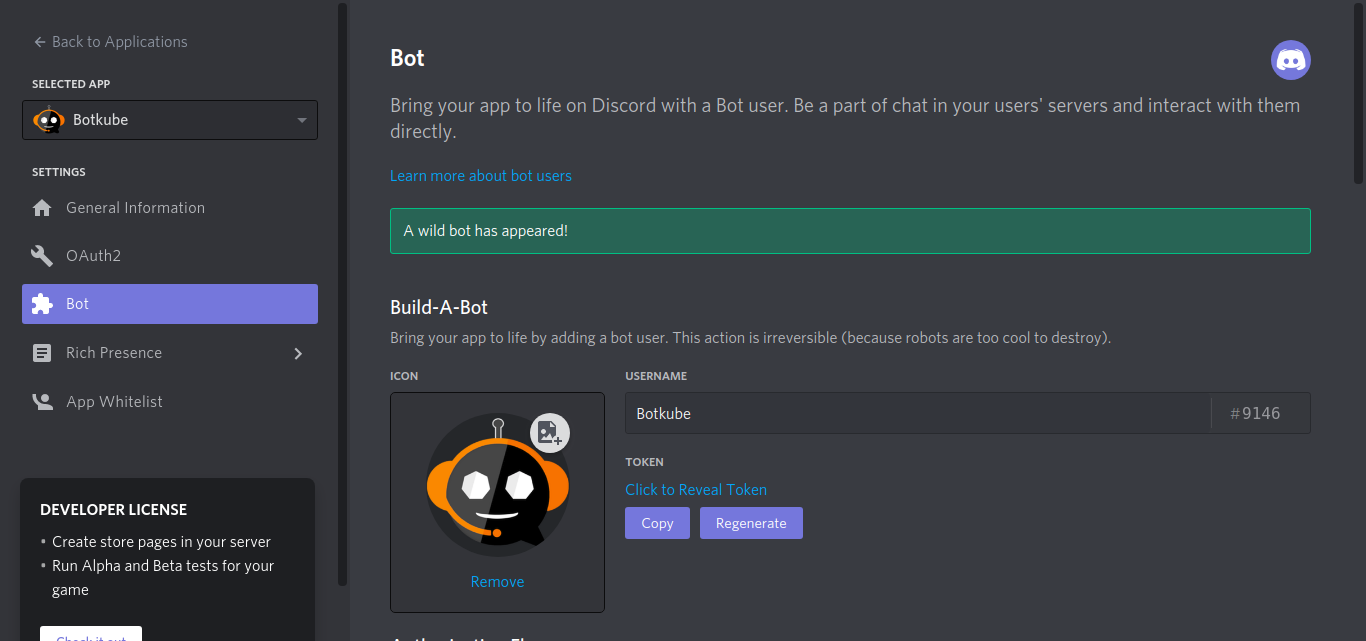 Back to Applications
SELECTED APP
Botkube
SETTINGS
General Information
OAuth2
Bot
Rich Presence
App Whitelist
DEVELOPER LICENSE
• Create store pages in your server
• Run Alpha and Beta tests for your
game
Bot
Bring your app to life on Discord with a Bot user. Be a part of chat in your users' servers and interact with them
directly.
Learn more about bot users
A wild bot has appeared!
Build-A-Bot
Bring your app to life by adding a bot user. This action is irreversible (because robots are too cool to destroy).
ICON
Remove
USERNAME
Botkube #9146
TOKEN
Click to Reveal Token
Copy Regenerate